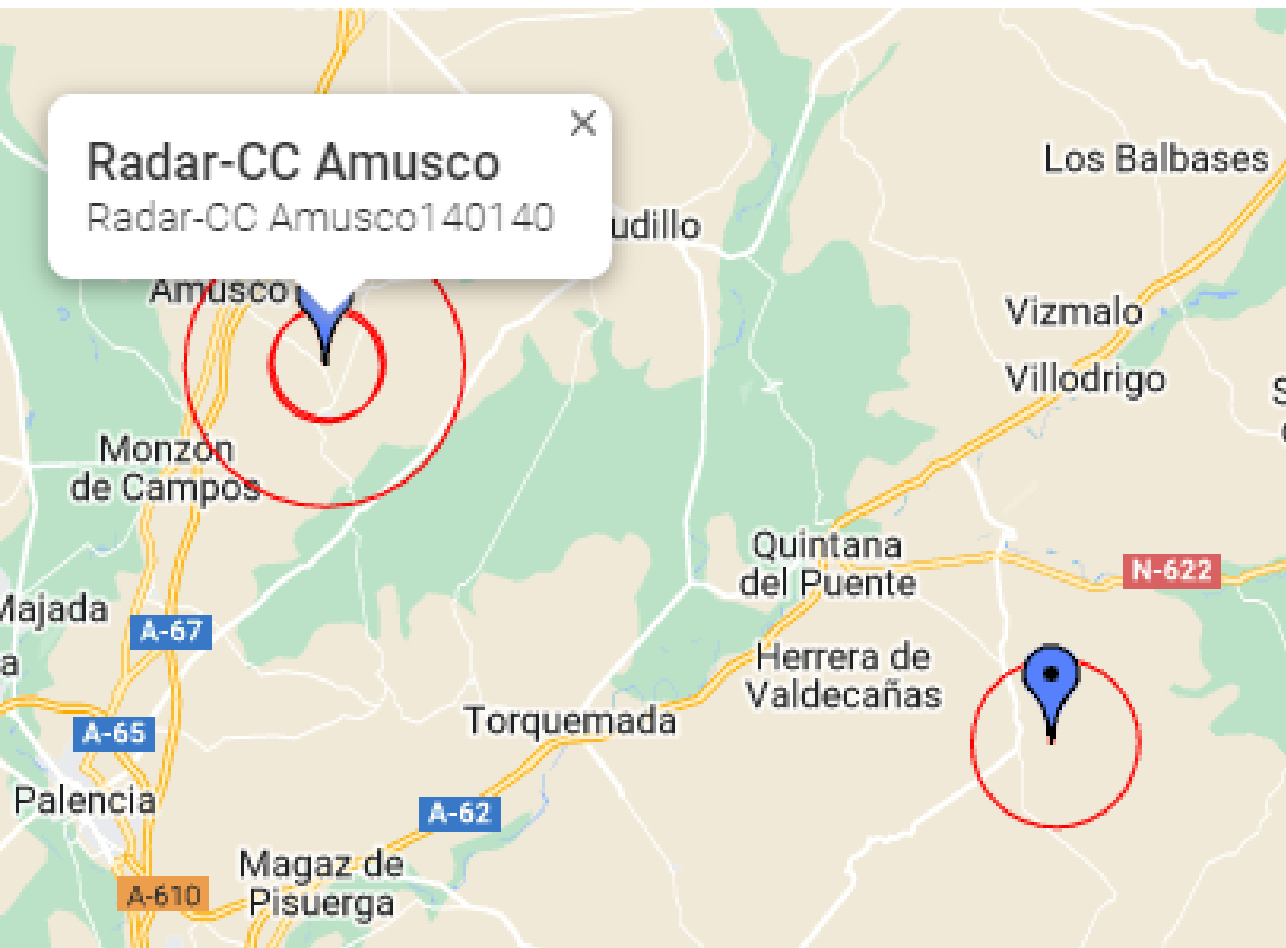 Radar-CC Amusco
Radar-CC Amusco140140
Los Balbases
udillo
Amusco
Vizmalo
Villodrigo
S
Monzón
de Campos
Quintana
del Puente
N-622
Majada
A-67
a
Herrera de
Valdecañas
Torquemada
A-65
Palencia
A-62
Magaz de
Pisuerga
A-610